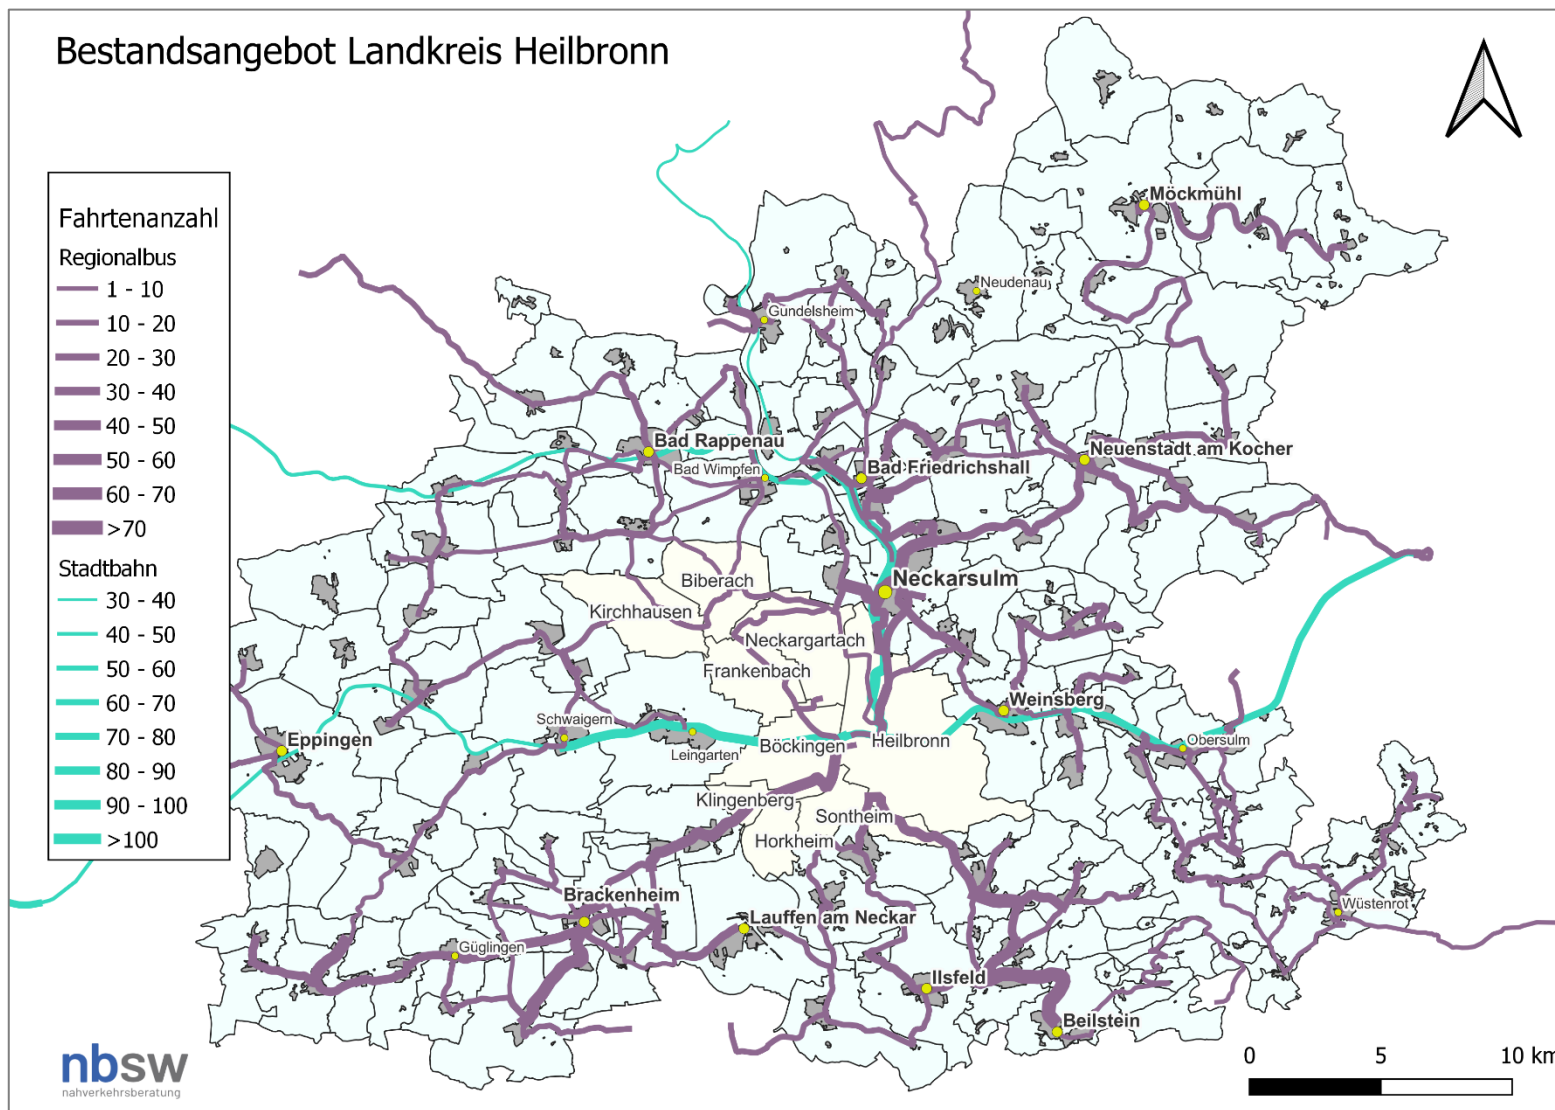 Bestandsangebot Landkreis Heilbronn
Fahrtenanzahl
Regionalbus
1 - 10
10 - 20
20 - 30
30 - 40
40 - 50
50 - 60
60 - 70
>70
Stadtbahn
30 - 40
40 - 50
50 - 60
60 - 70
70 - 80
80 - 90
90 - 100
>100
Möckmühl
Neudenau
Gundelsheim
Bad Rappenau
Neuenstadt am Kocher
Bad Wimpfen
Bad Friedrichshall
Neckarsulm
Biberach
Kirchhausen
Neckargartach
Frankenbach
Weinsberg
Schwaigern
Eppingen
Leingarten
Böckingen
Heilbronn
Obersulm
Klingenberg
Sontheim
Horkheim
Brackenheim
Lauffen am Neckar
Wüstenrot
Güglingen
Ilsfeld
Beilstein
nbsw
nahverkehrsberatung
0 5 10 km